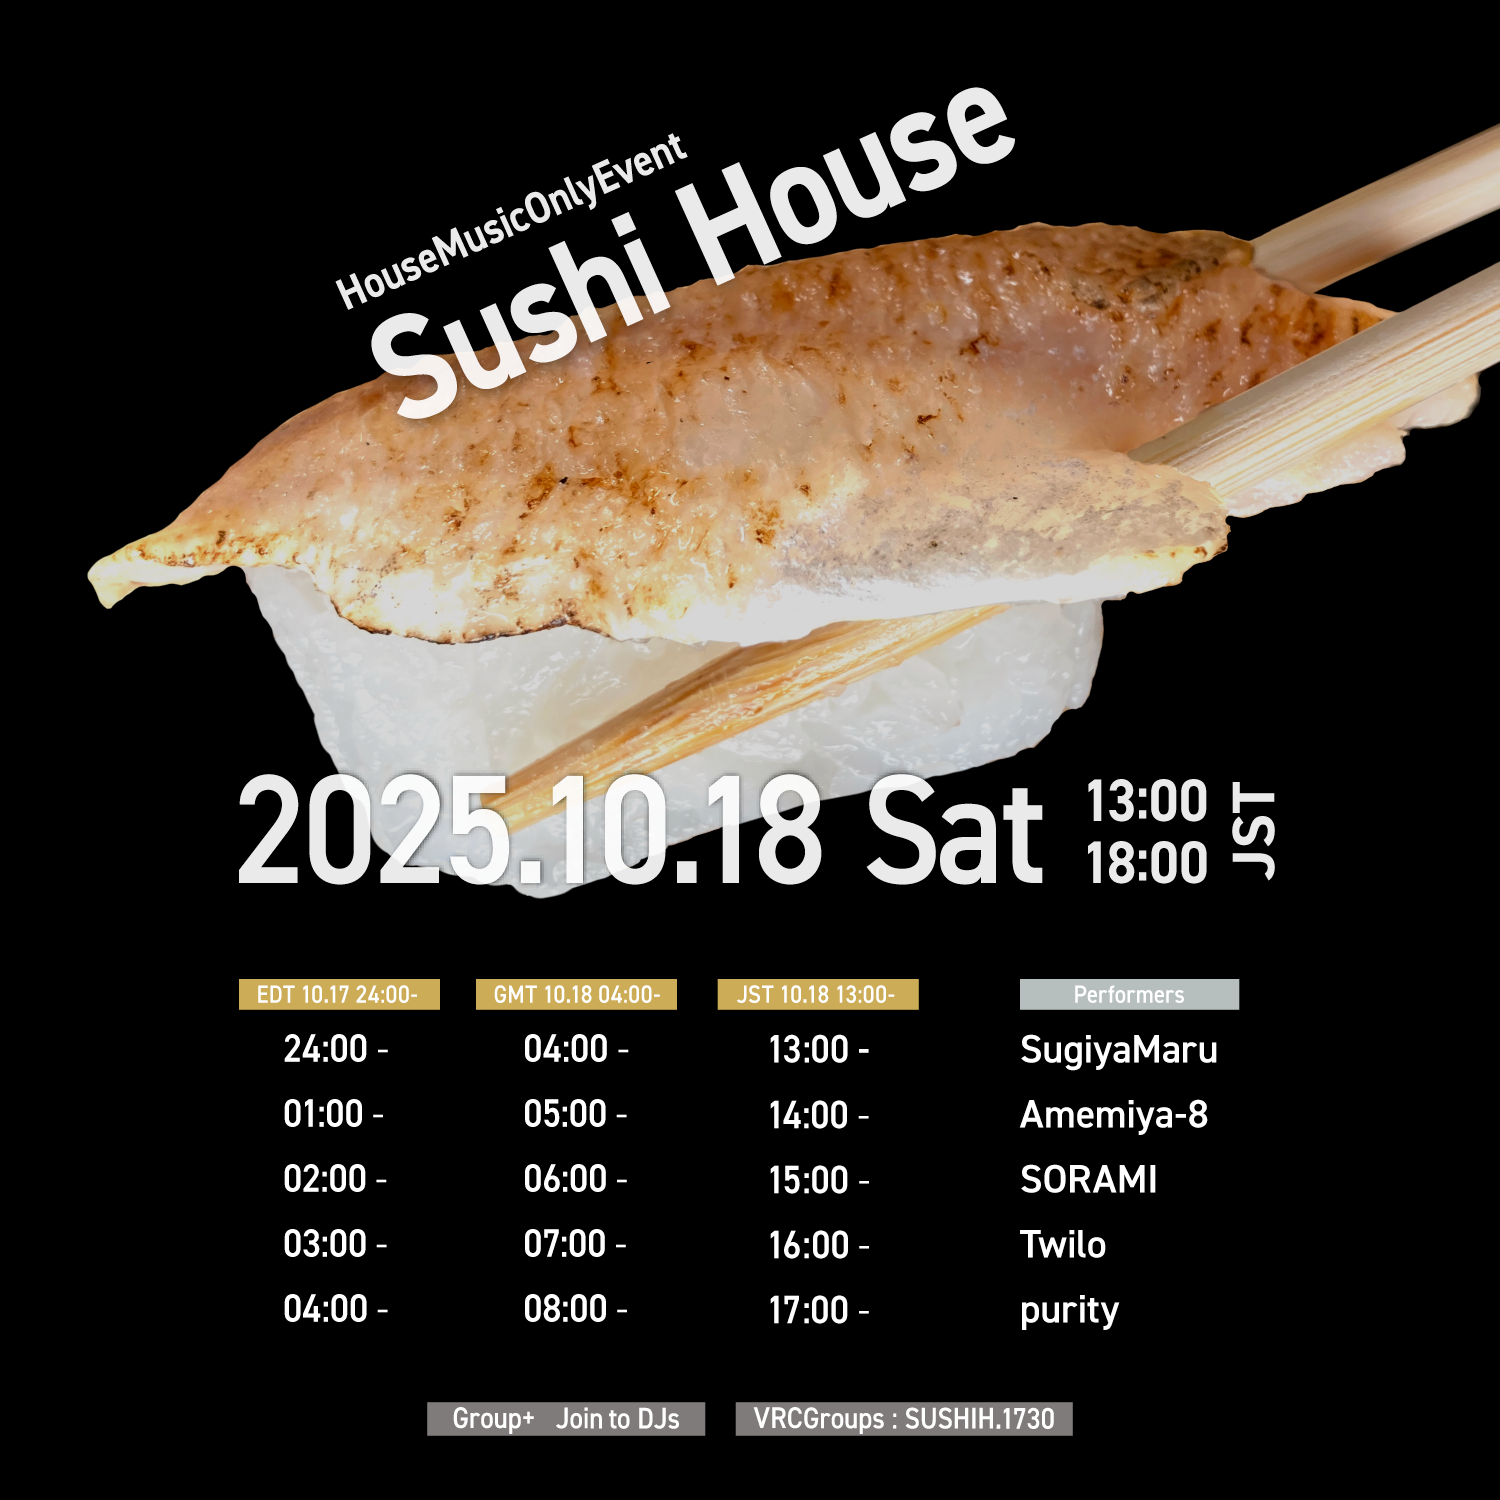 HouseMusicOnlyEvent
Sushi House
2025.10.18 Sat 13:00 18:00 JST
EDT 10.17 24:00- GMT 10.18 04:00- JST 10.18 13:00- Performers
24:00 - 04:00 - 13:00 - SugiyaMaru
01:00 - 05:00 - 14:00 - Amemiya-8
02:00 - 06:00 - 15:00 - SORAMI
03:00 - 07:00 - 16:00 - Twilo
04:00 - 08:00 - 17:00 - purity
Group+ Join to DJs VRCGroups : SUSHIH.1730